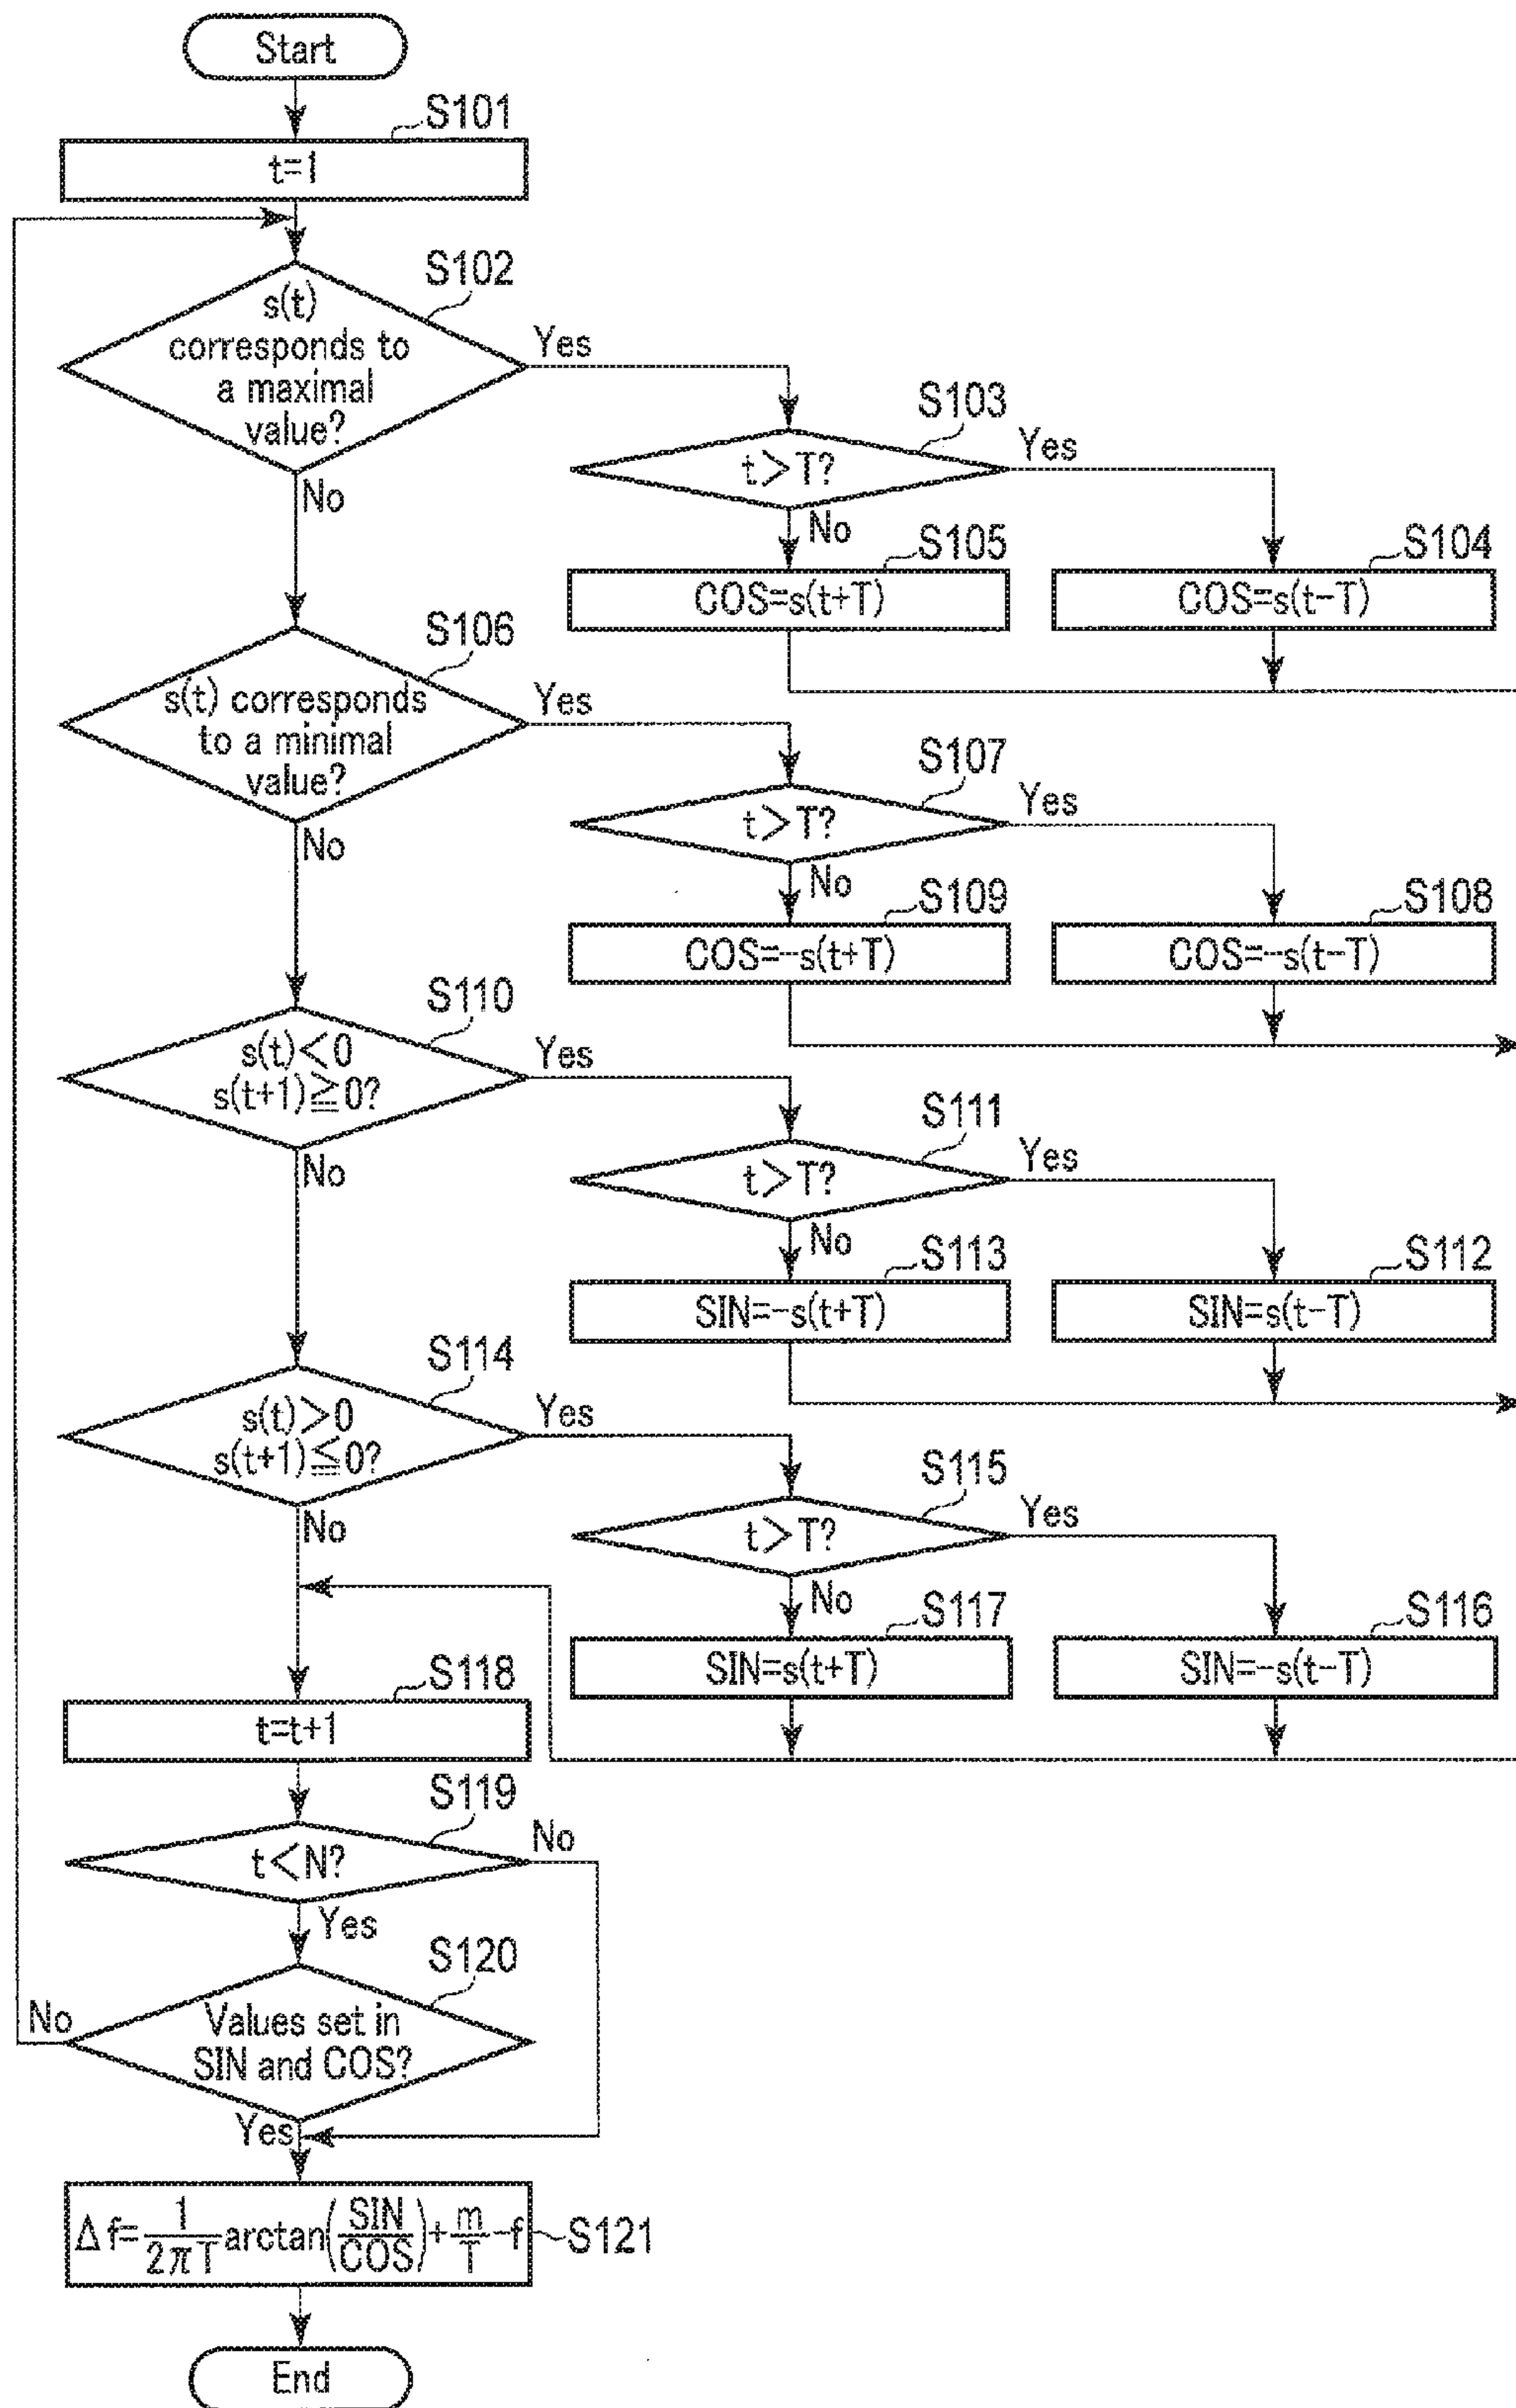 Start
S101
t=1
S102
s(t)
corresponds to
a maximal
value?
Yes
No
S103
t>T?
Yes
No
S105
COS=s(t+T)
S104
COS=s(t-T)
S106
s(t) corresponds
to a minimal
value?
Yes
No
S107
t>T?
Yes
No
S109
COS=-s(t+T)
S108
COS=-s(t-T)
S110
s(t)<0
s(t+1)≧0?
Yes
No
S111
t>T?
Yes
No
S113
SIN=-s(t+T)
S112
SIN=s(t-T)
S114
s(t)>0
s(t+1)≦0?
Yes
No
S115
t>T?
Yes
No
S117
SIN=s(t+T)
S116
SIN=-s(t-T)
S118
t=t+1
S119
t<N?
No
Yes
S120
Values set in
SIN and COS?
No
Yes
Δf=1/(2πT) arctan(SIN/COS)+m/T-f
S121
End